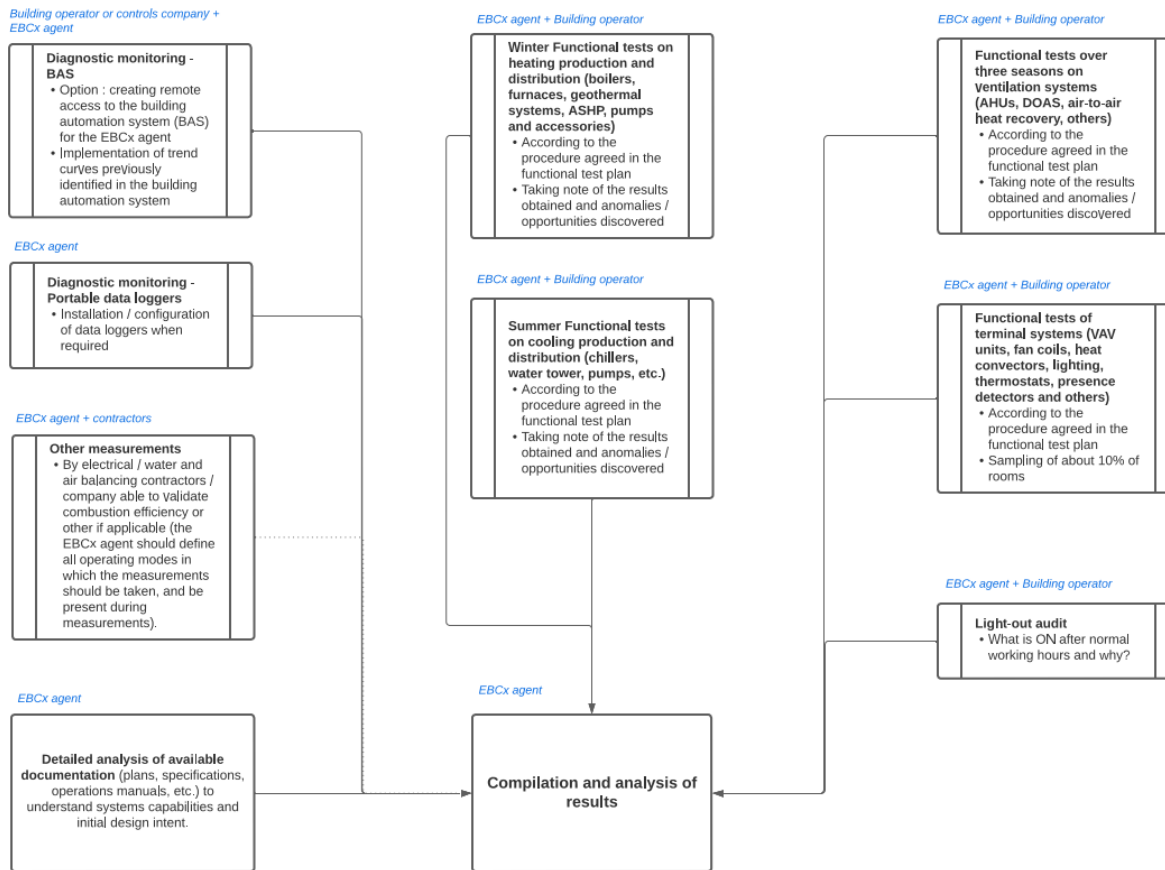 Building operator or controls company +
EBCx agent
Diagnostic monitoring -
BAS
• Option : creating remote
access to the building
automation system (BAS)
for the EBCx agent
• Implementation of trend
curves previously
identified in the building
automation system
EBCx agent
Diagnostic monitoring -
Portable data loggers
• Installation / configuration
of data loggers when
required
EBCx agent + contractors
Other measurements
• By electrical / water and
air balancing contractors /
company able to validate
combustion efficiency or
other if applicable (the
EBCx agent should define
all operating modes in
which the measurements
should be taken, and be
present during
measurements).
EBCx agent
Detailed analysis of available
documentation (plans, specifications,
operations manuals, etc.) to
understand systems capabilities and
initial design intent.
EBCx agent + Building operator
Winter Functional tests on
heating production and
distribution (boilers,
furnaces, geothermal
systems, ASHP, pumps
and accessories)
• According to the
procedure agreed in the
functional test plan
• Taking note of the results
obtained and anomalies /
opportunities discovered
EBCx agent + Building operator
Summer Functional tests
on cooling production and
distribution (chillers,
water tower, pumps, etc.)
• According to the
procedure agreed in the
functional test plan
• Taking note of the results
obtained and anomalies /
opportunities discovered
EBCx agent
Compilation and analysis of
results
EBCx agent + Building operator
Functional tests over
three seasons on
ventilation systems
(AHUs, DOAS, air-to-air
heat recovery, others)
• According to the
procedure agreed in the
functional test plan
• Taking note of the results
obtained and anomalies /
opportunities discovered
EBCx agent + Building operator
Functional tests of
terminal systems (VAV
units, fan coils, heat
convectors, lighting,
thermostats, presence
detectors and others)
• According to the
procedure agreed in the
functional test plan
• Sampling of about 10% of
rooms
EBCx agent + Building operator
Light-out audit
• What is ON after normal
working hours and why?